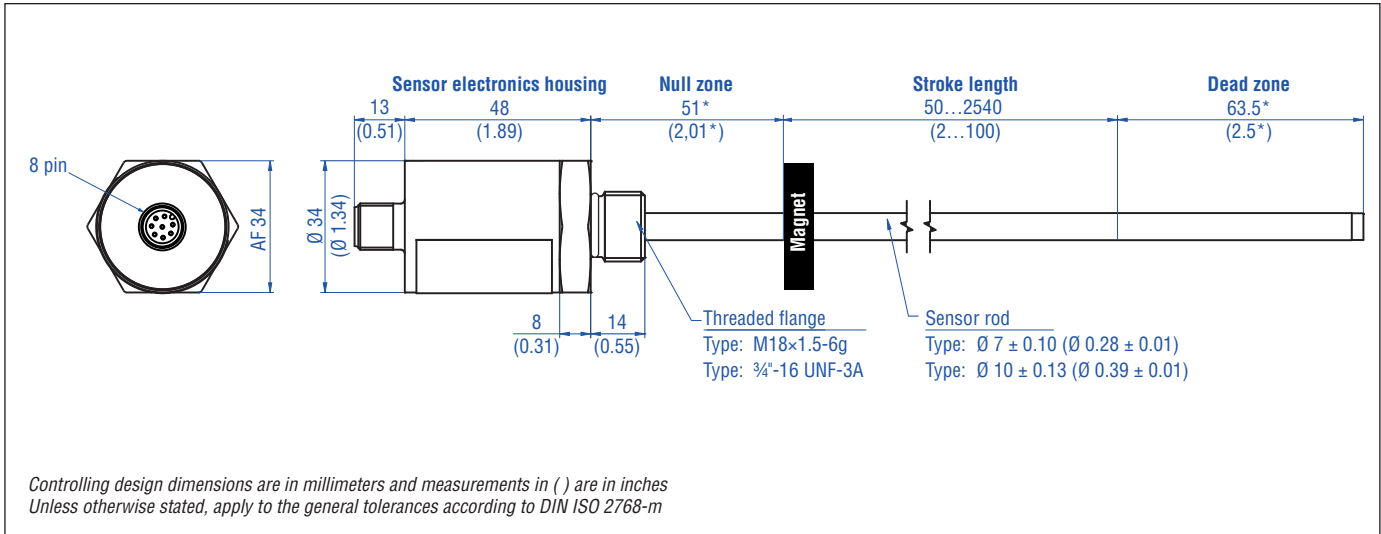 Sensor electronics housing
Null zone
Stroke length
Dead zone
13
48
51*
50…2540
63.5*
(0.51)
(1.89)
(2,01*)
(2…100)
(2.5*)
8 pin
AF 34
Ø 34
(Ø 1.34)
Magnet
8
14
(0.31)
(0.55)
Threaded flange
Type: M18×1.5-6g
Type: ¾"-16 UNF-3A
Sensor rod
Type: Ø 7 ± 0.10 (Ø 0.28 ± 0.01)
Type: Ø 10 ± 0.13 (Ø 0.39 ± 0.01)
Controlling design dimensions are in millimeters and measurements in ( ) are in inches
Unless otherwise stated, apply to the general tolerances according to DIN ISO 2768-m